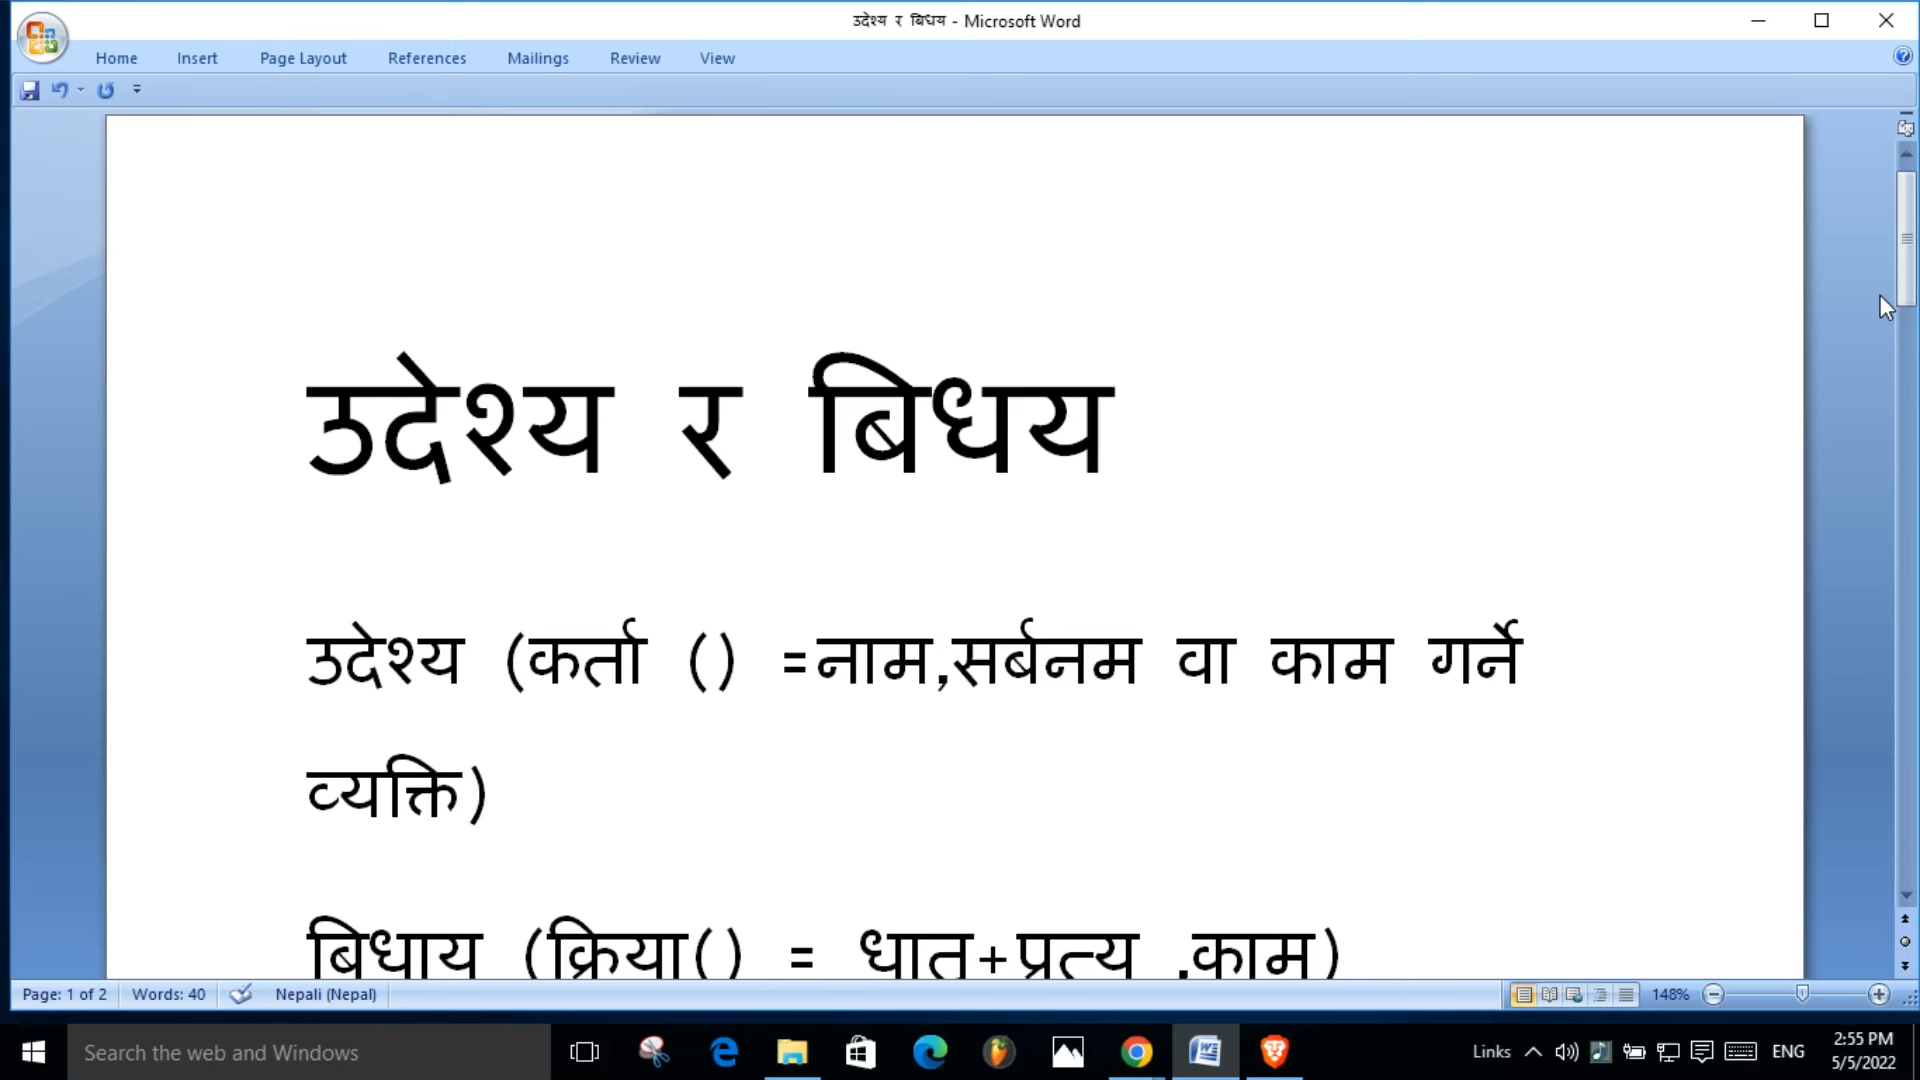 उदेश्य र बिधय - Microsoft Word
Home Insert Page Layout References Mailings Review View
उदेश्य र बिधय
उदेश्य (कर्ता () =नाम,सर्बनम वा काम गर्ने
व्यक्ति)
बिधाय (क्रिया() = धात+प्रत्य ,काम)
Page: 1 of 2 Words: 40 Nepali (Nepal) 148%
Search the web and Windows Links ENG 2:55 PM
5/5/2022